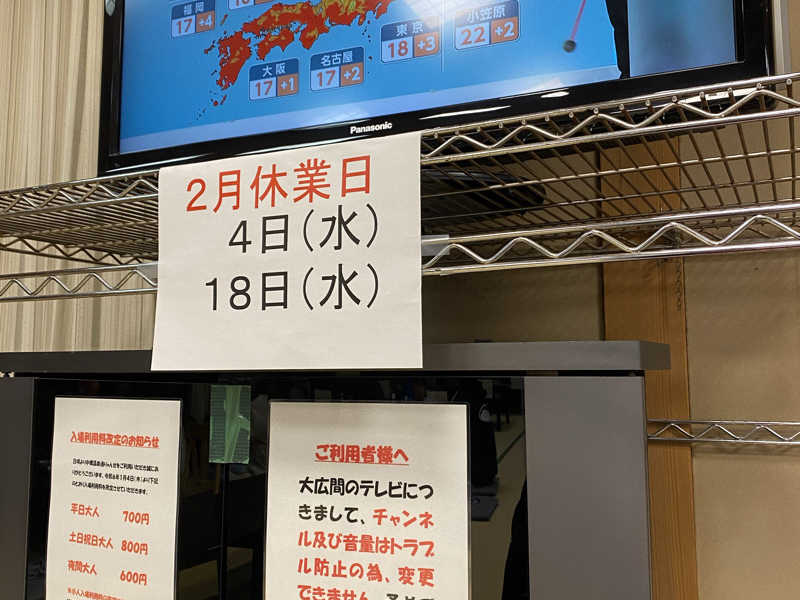 福岡
17 +4
大阪
17 +1
名古屋
17 +2
東京
18 +3
小笠原
22 +2
Panasonic
2月休業日
4日(水)
18日(水)
入場利用料改定のお知らせ
平日大人 700円
土日祝日大人 800円
夜間大人 600円
ご利用者様へ
大広間のテレビにつ
きまして、チャンネ
ル及び音量はトラブ
ル防止の為、変更
できません。